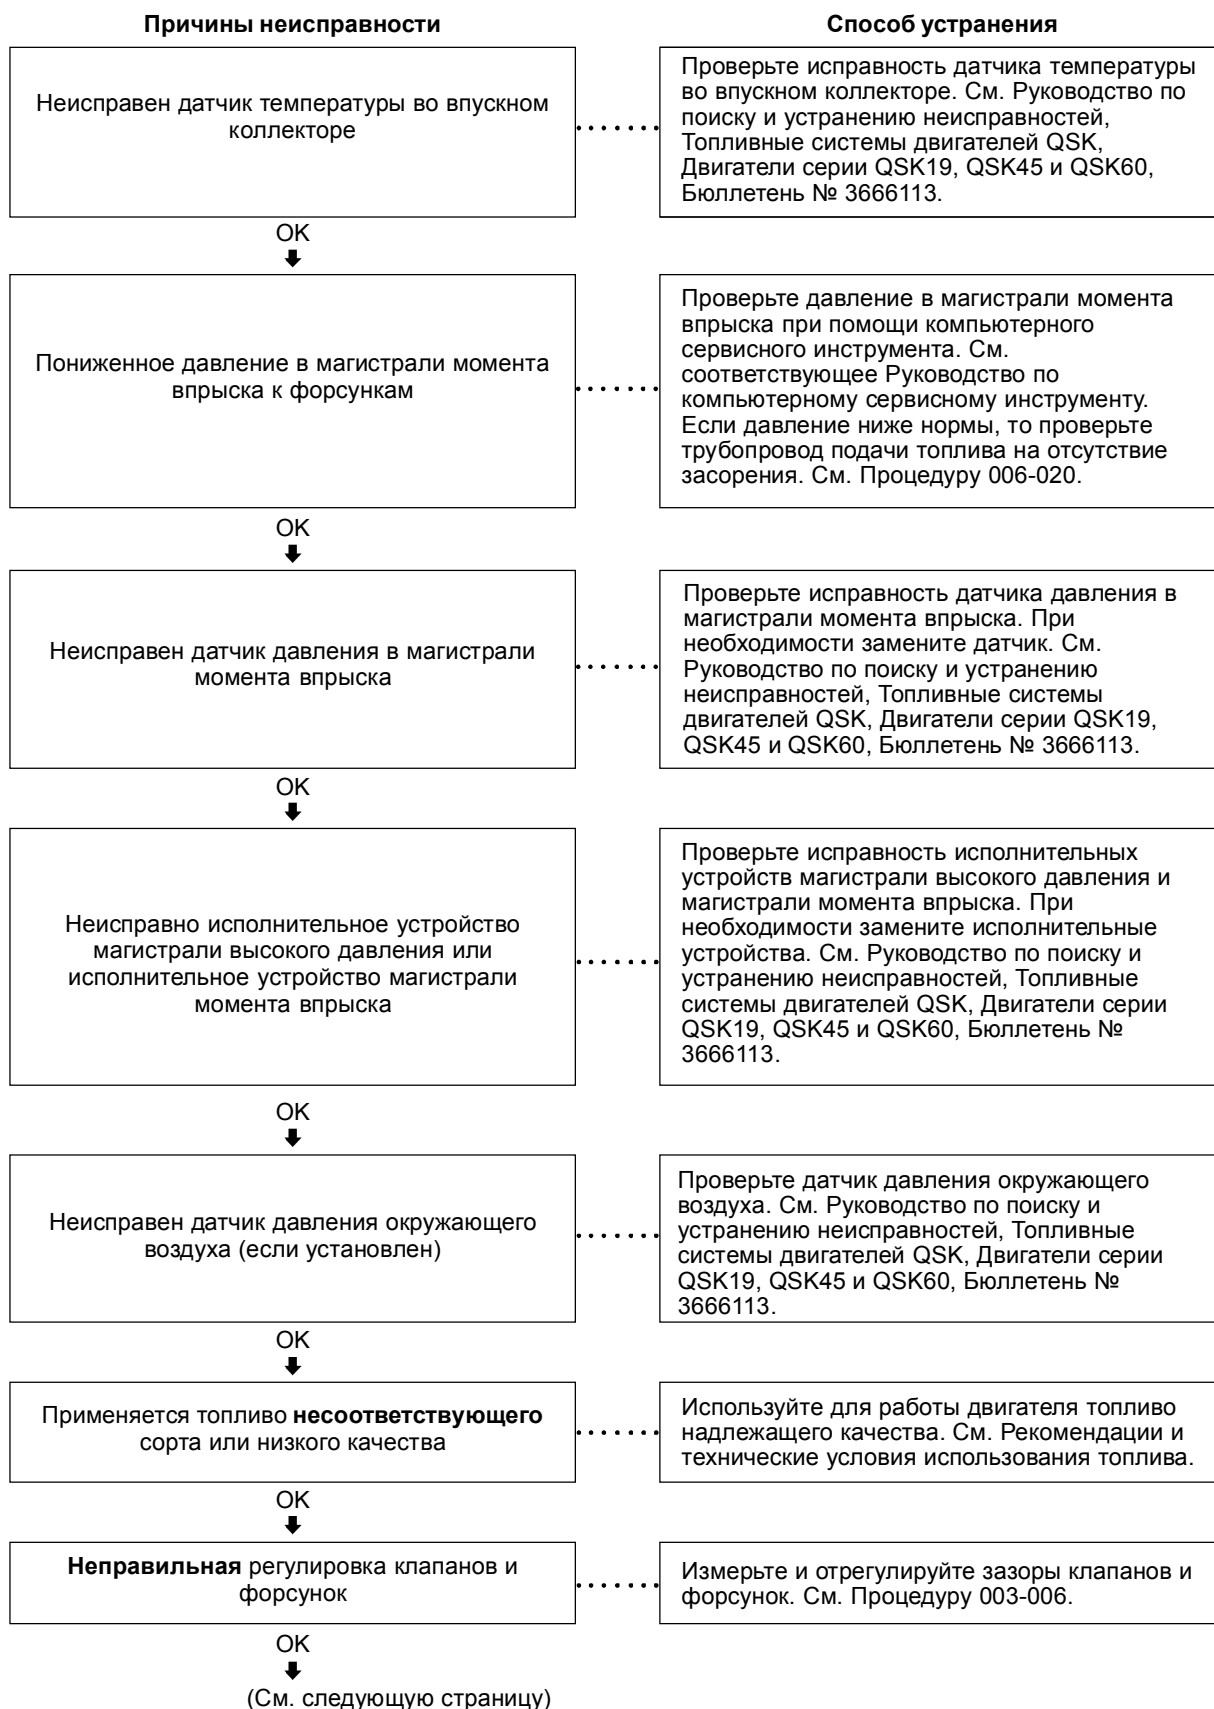 Причины неисправности
Способ устранения
Неисправен датчик температуры во впускном
коллекторе
Проверьте исправность датчика температуры
во впускном коллекторе. См. Руководство по
поиску и устранению неисправностей,
Топливные системы двигателей QSK,
Двигатели серии QSK19, QSK45 и QSK60,
Бюллетень № 3666113.
OK
Пониженное давление в магистрали момента
впрыска к форсункам
Проверьте давление в магистрали момента
впрыска при помощи компьютерного
сервисного инструмента. См.
соответствующее Руководство по
компьютерному сервисному инструменту.
Если давление ниже нормы, то проверьте
трубопровод подачи топлива на отсутствие
засорения. См. Процедуру 006-020.
OK
Неисправен датчик давления в магистрали
момента впрыска
Проверьте исправность датчика давления в
магистрали момента впрыска. При
необходимости замените датчик. См.
Руководство по поиску и устранению
неисправностей, Топливные системы
двигателей QSK, Двигатели серии QSK19,
QSK45 и QSK60, Бюллетень № 3666113.
OK
Неисправно исполнительное устройство
магистрали высокого давления или
исполнительное устройство магистрали
момента впрыска
Проверьте исправность исполнительных
устройств магистрали высокого давления и
магистрали момента впрыска. При
необходимости замените исполнительные
устройства. См. Руководство по поиску и
устранению неисправностей, Топливные
системы двигателей QSK, Двигатели серии
QSK19, QSK45 и QSK60, Бюллетень №
3666113.
OK
Неисправен датчик давления окружающего
воздуха (если установлен)
Проверьте датчик давления окружающего
воздуха. См. Руководство по поиску и
устранению неисправностей, Топливные
системы двигателей QSK, Двигатели серии
QSK19, QSK45 и QSK60, Бюллетень №
3666113.
OK
Применяется топливо несоответствующего
сорта или низкого качества
Используйте для работы двигателя топливо
надлежащего качества. См. Рекомендации и
технические условия использования топлива.
OK
Неправильная регулировка клапанов и
форсунок
Измерьте и отрегулируйте зазоры клапанов и
форсунок. См. Процедуру 003-006.
OK
(См. следующую страницу)